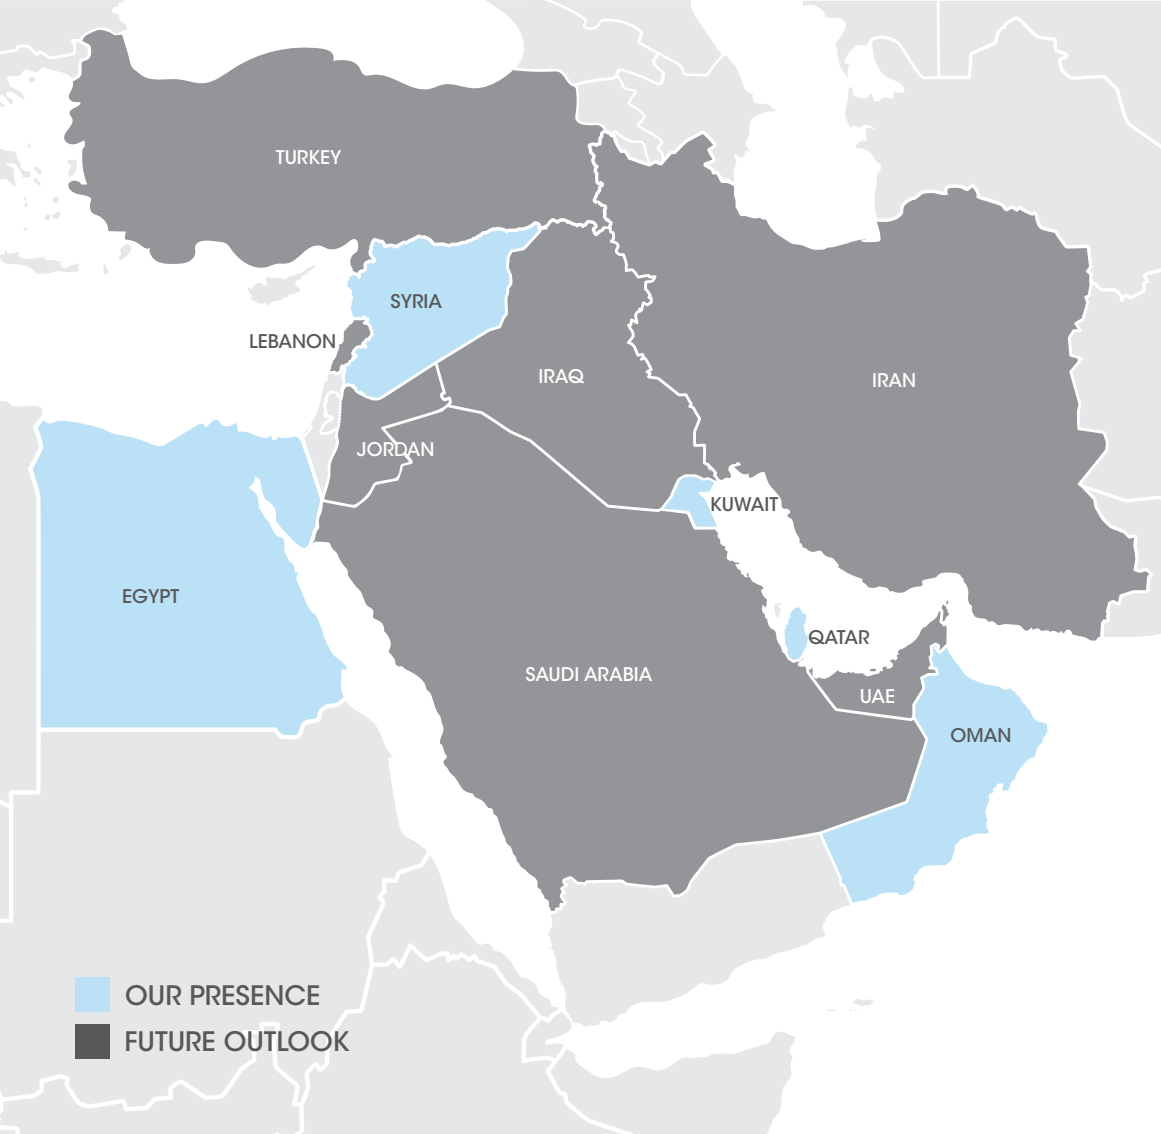 TURKEY
SYRIA
LEBANON
IRAQ
IRAN
JORDAN
KUWAIT
EGYPT
QATAR
SAUDI ARABIA
UAE
OMAN
OUR PRESENCE
FUTURE OUTLOOK